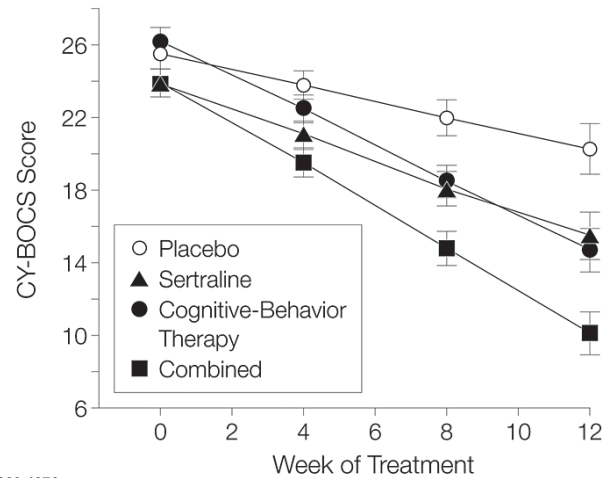 26
22
18
14
10
6
CY-BOCS Score
Placebo
Sertraline
Cognitive-Behavior
Therapy
Combined
0 2 4 6 8 10 12
Week of Treatment